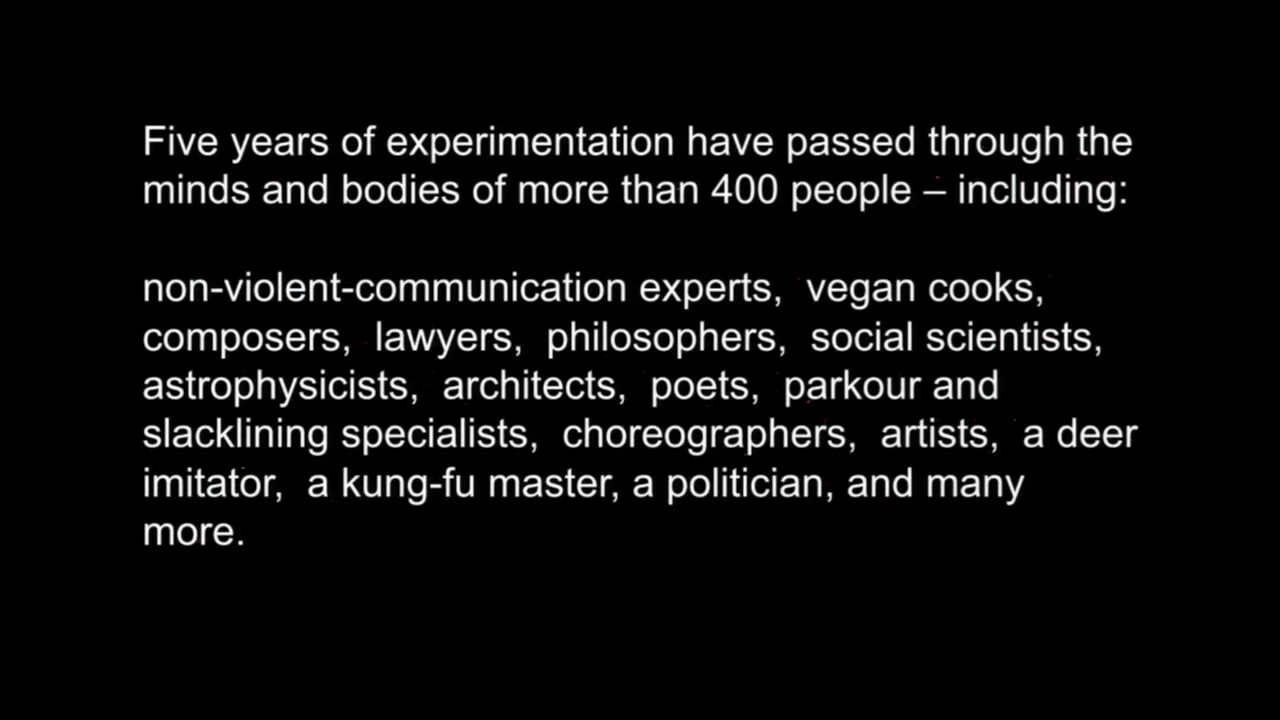 Five years of experimentation have passed through the
minds and bodies of more than 400 people – including:
non-violent-communication experts,  vegan cooks,
composers,  lawyers,  philosophers,  social scientists,
astrophysicists,  architects,  poets,  parkour and
slacklining specialists,  choreographers,  artists,  a deer
imitator,  a kung-fu master, a politician, and many
more.